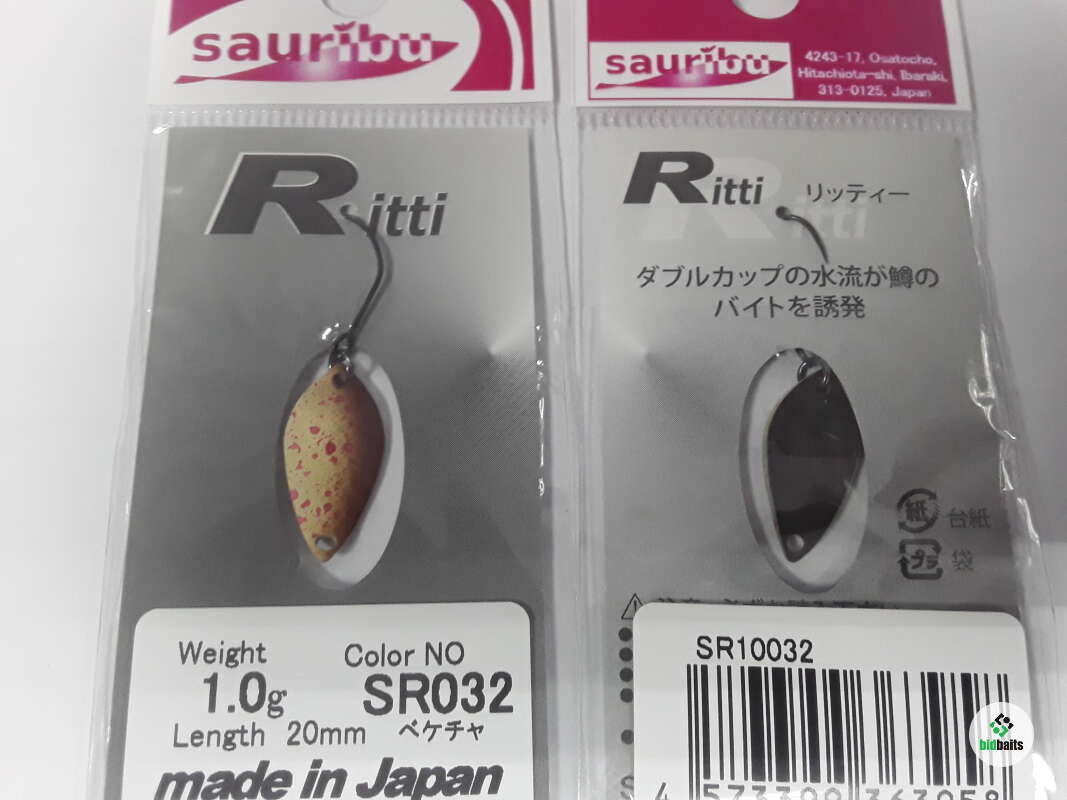 sauribu
Ritti
Weight
1.0g
Length 20mm
Color NO
SR032
ベケチャ
made in Japan
sauribu
4243-17, Osatocho,
Hitachiota-shi, Ibaraki,
313-0125, Japan
Ritti リッティー
Ritti
ダブルカップの水流が鱒の
バイトを誘発
紙 台紙
プラ 袋
SR10032
bidbaits